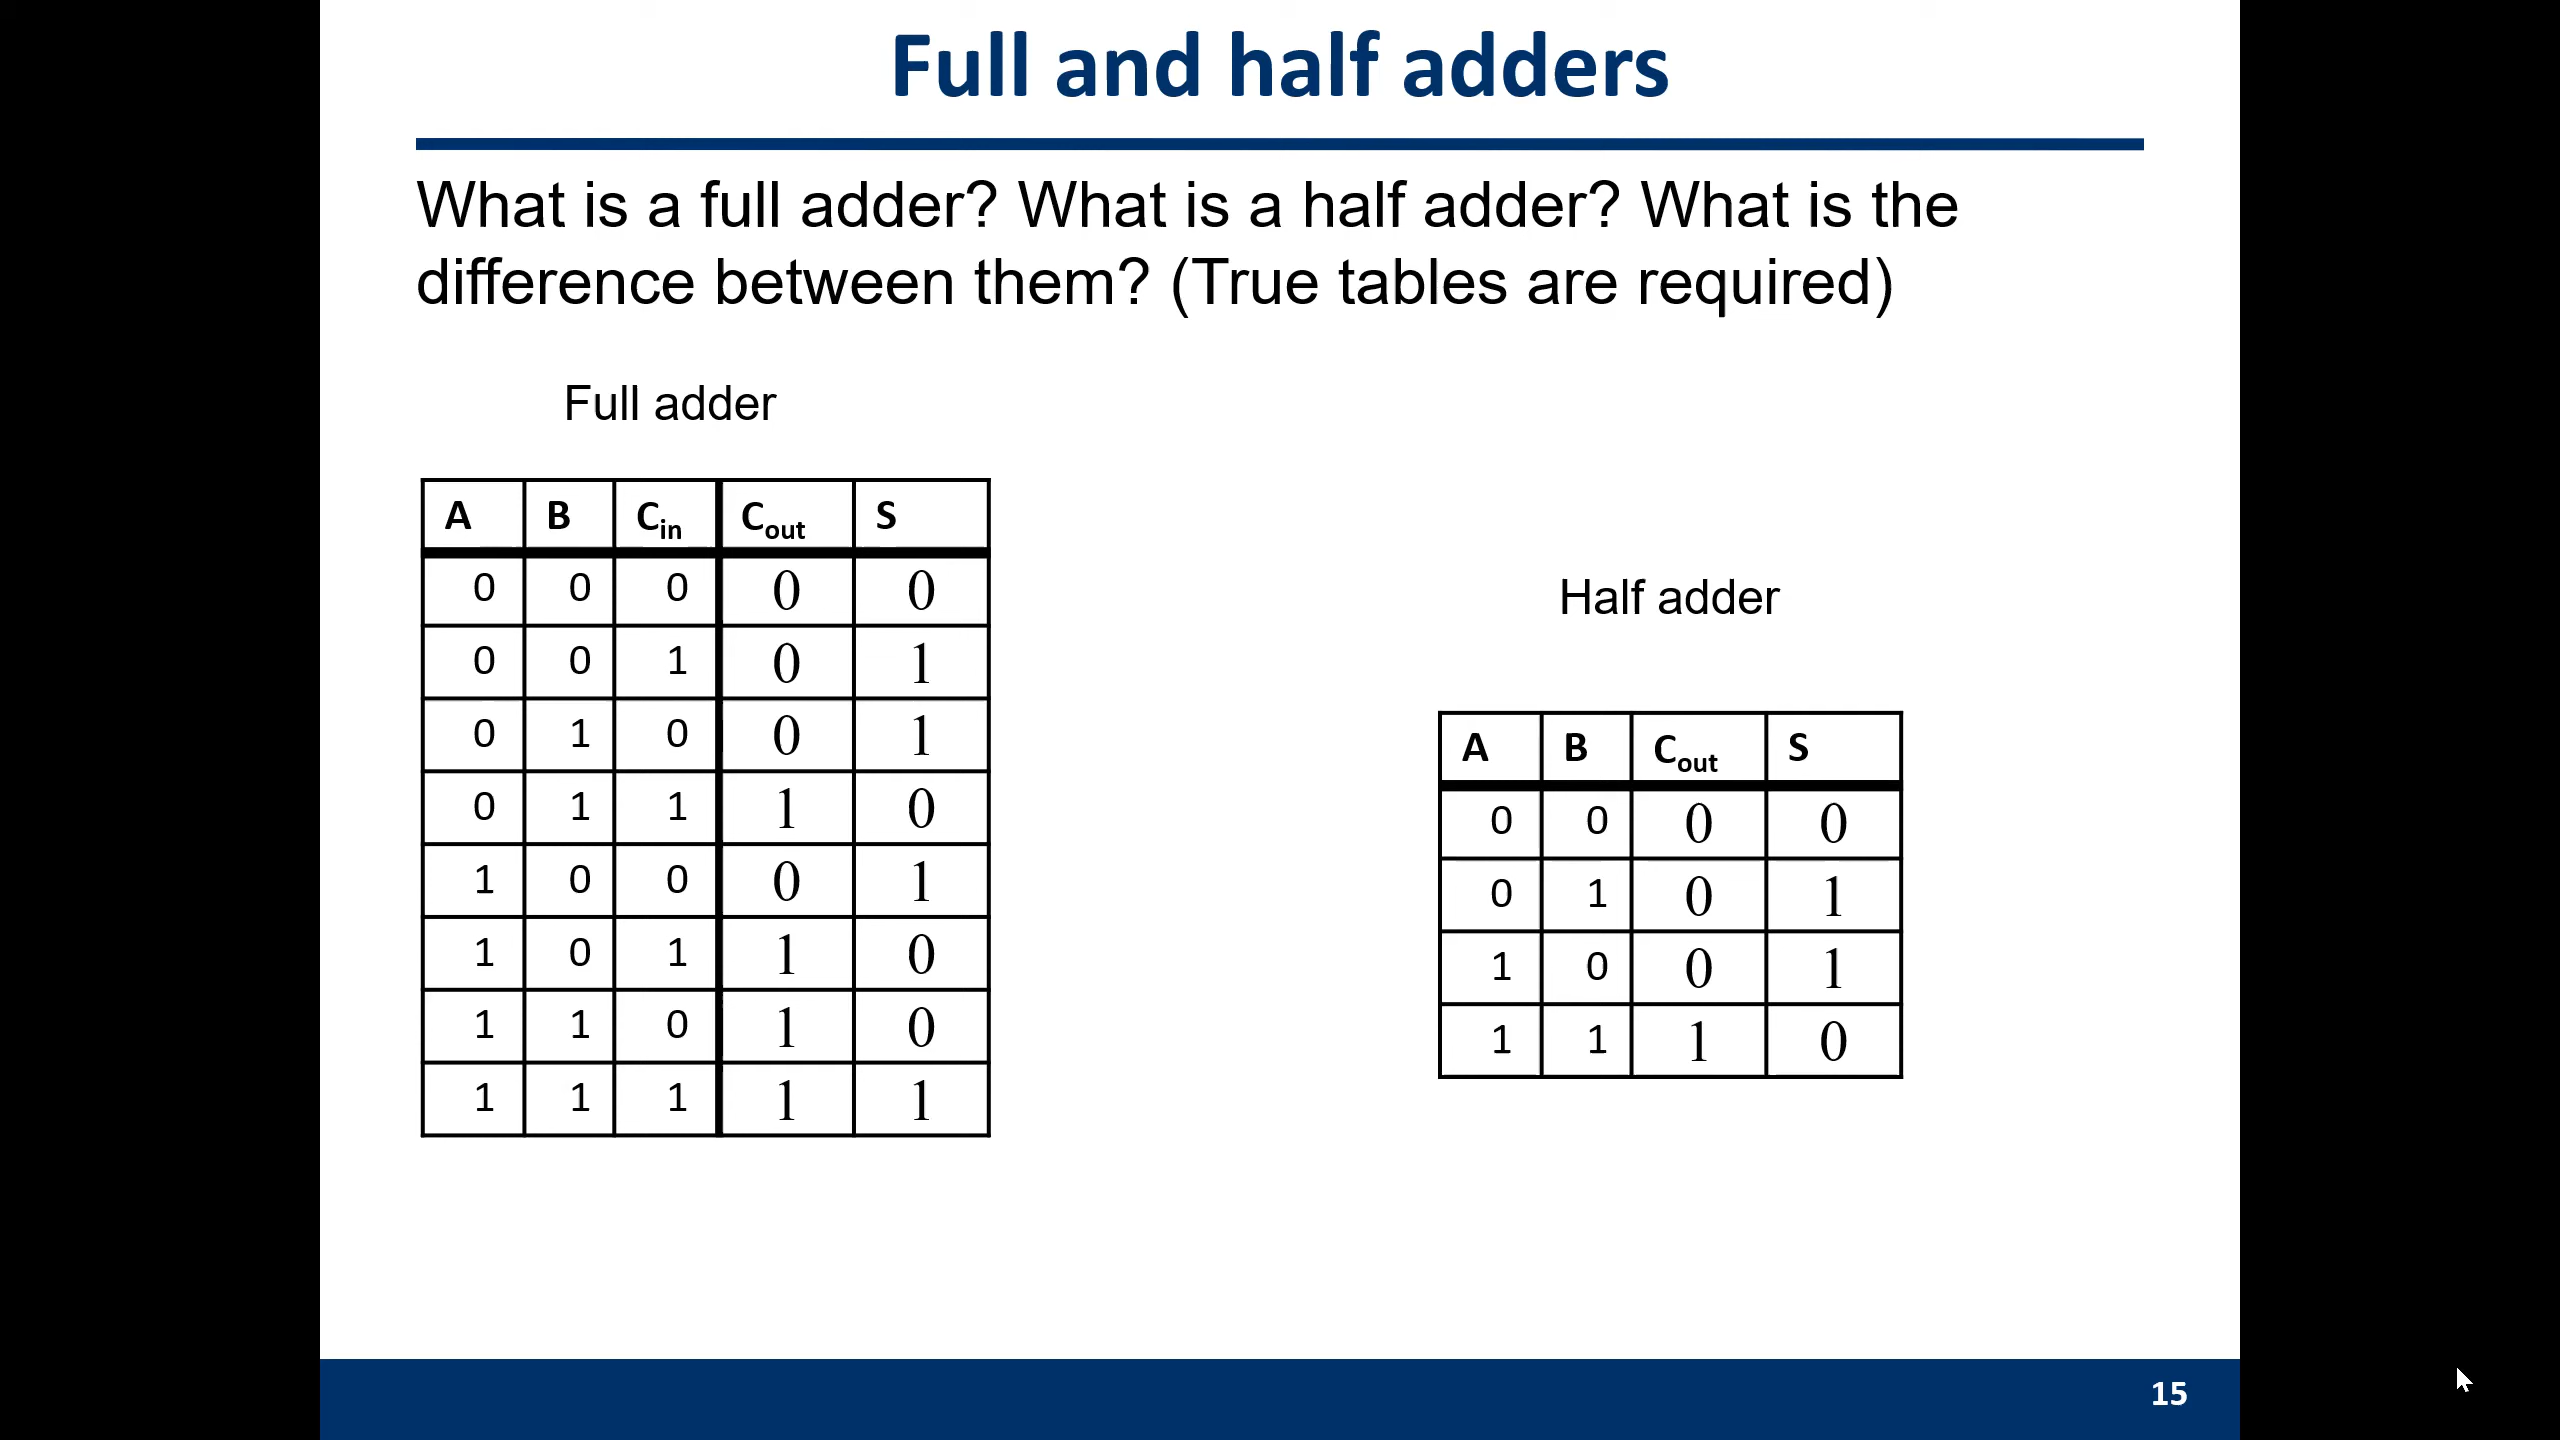 Full and half adders
What is a full adder? What is a half adder? What is the
difference between them? (True tables are required)
Full adder
A B Cin Cout S
0 0 0 0 0
0 0 1 0 1
0 1 0 0 1
0 1 1 1 0
1 0 0 0 1
1 0 1 1 0
1 1 0 1 0
1 1 1 1 1
Half adder
A B Cout S
0 0 0 0
0 1 0 1
1 0 0 1
1 1 1 0
15